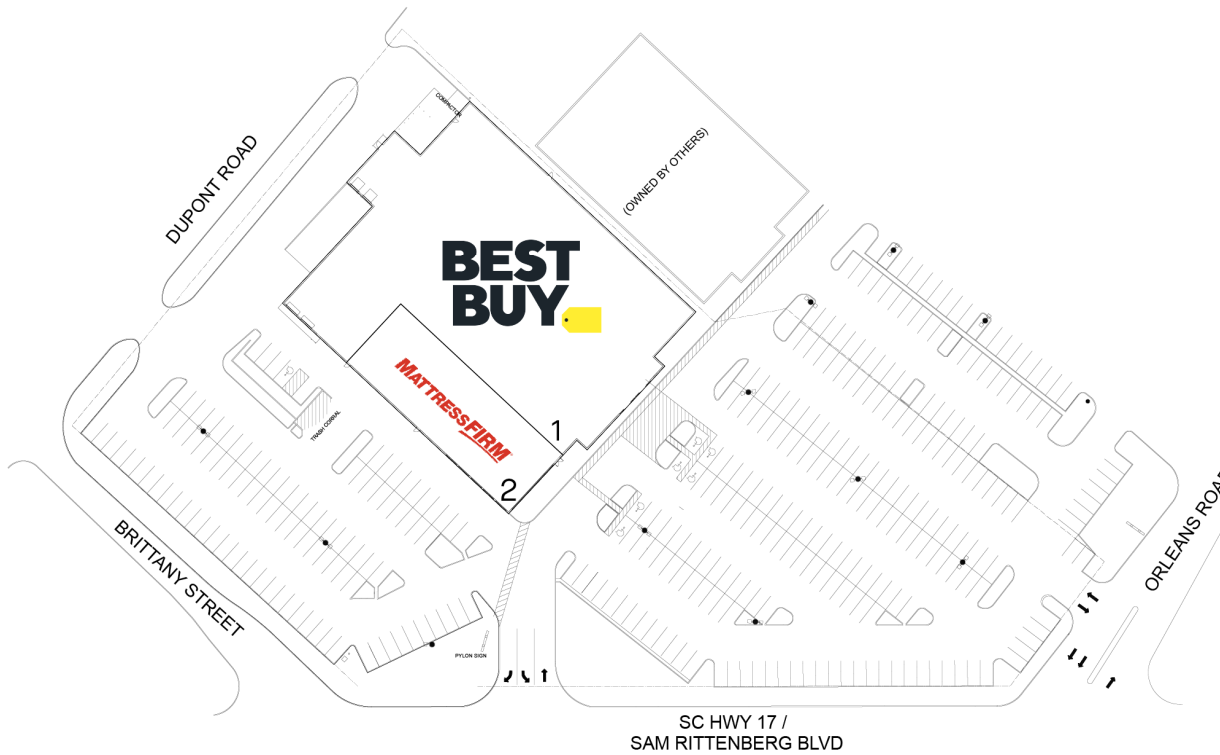 COMPACTOR
DUPONT ROAD
(OWNED BY OTHERS)
BEST
BUY
MATTRESSFIRM
1
2
TRASH CORRAL
BRITTANY STREET
ORLEANS ROAD
PYLON SIGN
SC HWY 17 /
SAM RITTENBERG BLVD